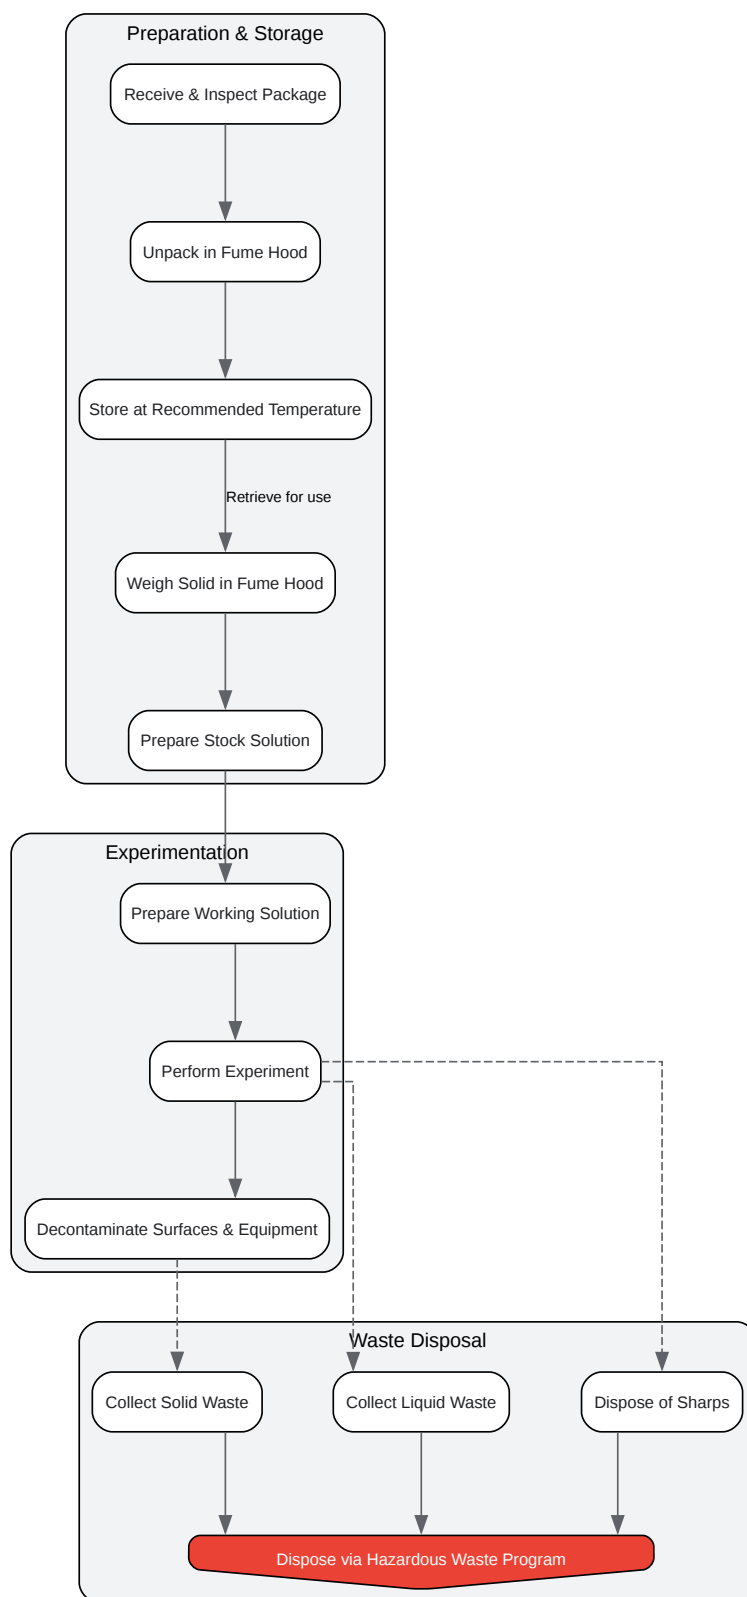 Preparation & Storage
Receive & Inspect Package
Unpack in Fume Hood
Store at Recommended Temperature
Retrieve for use
Weigh Solid in Fume Hood
Prepare Stock Solution
Experimentation
Prepare Working Solution
Perform Experiment
Decontaminate Surfaces & Equipment
Waste Disposal
Collect Solid Waste
Collect Liquid Waste
Dispose of Sharps
Dispose via Hazardous Waste Program